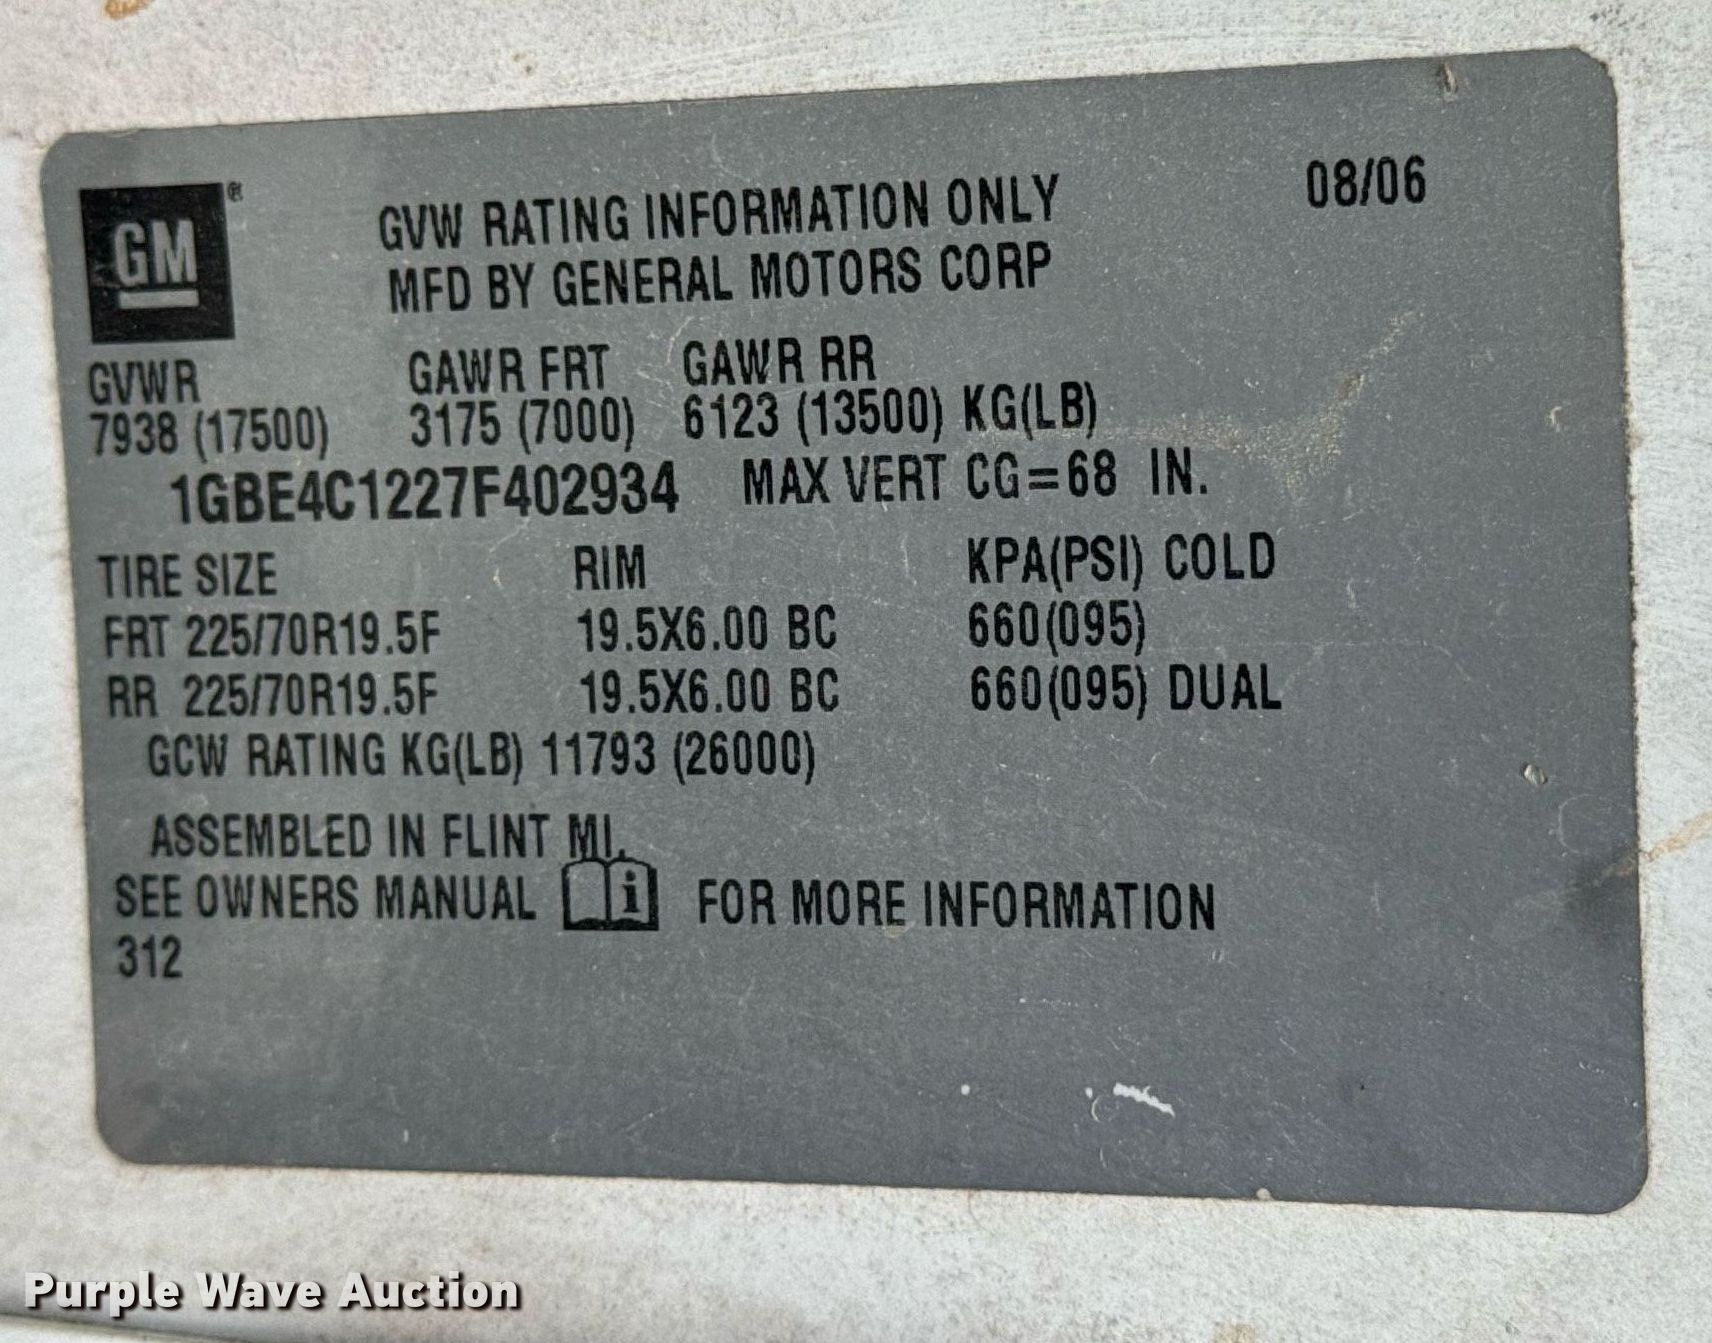 GM®
GVW RATING INFORMATION ONLY 08/06
MFD BY GENERAL MOTORS CORP
GVWR GAWR FRT GAWR RR
7938 (17500) 3175 (7000) 6123 (13500) KG(LB)
1GBE4C1227F402934 MAX VERT CG=68 IN.
TIRE SIZE RIM KPA(PSI) COLD
FRT 225/70R19.5F 19.5X6.00 BC 660(095)
RR 225/70R19.5F 19.5X6.00 BC 660(095) DUAL
GCW RATING KG(LB) 11793 (26000)
ASSEMBLED IN FLINT MI.
SEE OWNERS MANUAL i FOR MORE INFORMATION
312
Purple Wave Auction